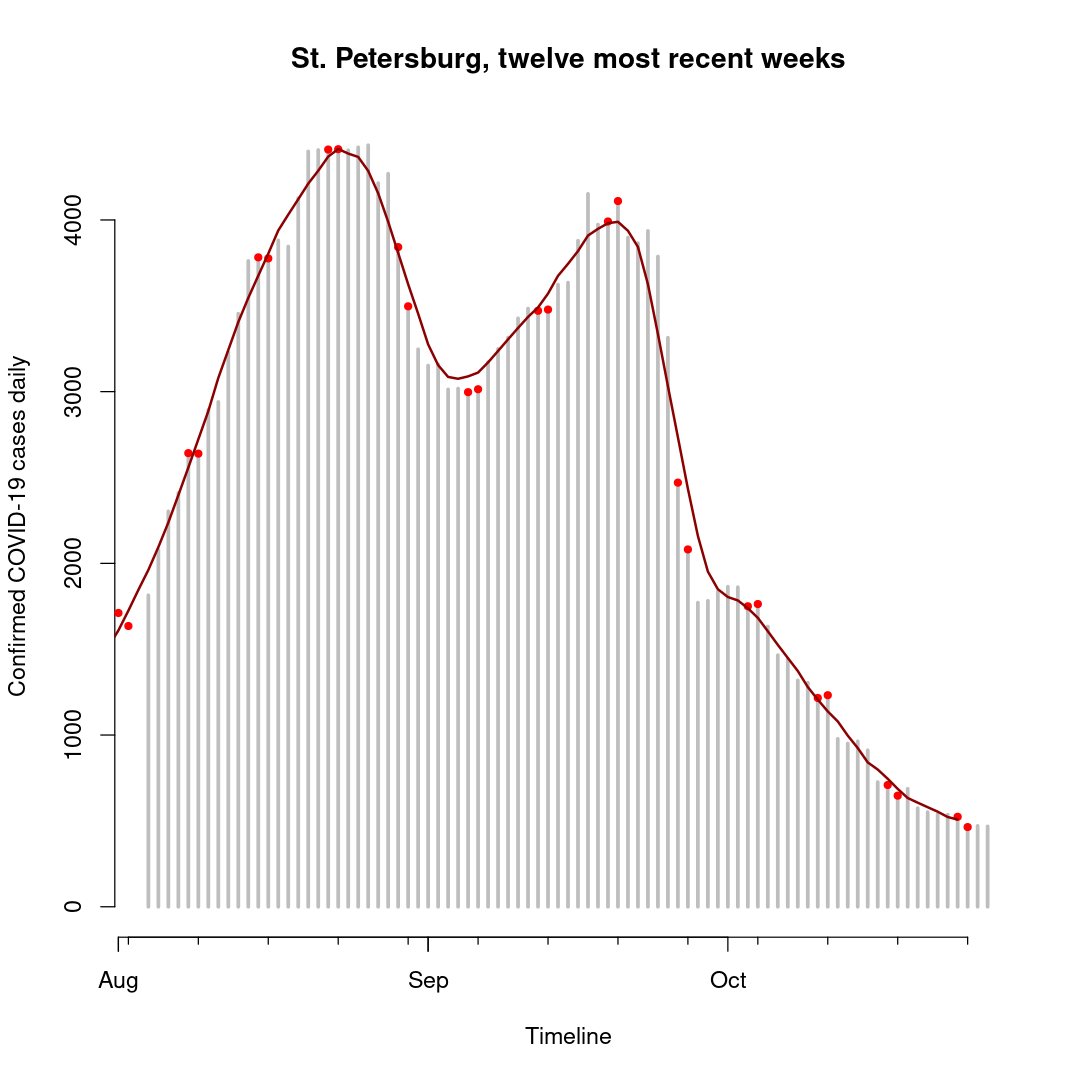 St. Petersburg, twelve most recent weeks
Confirmed COVID-19 cases daily
4000
3000
2000
1000
0
Aug Sep Oct
Timeline